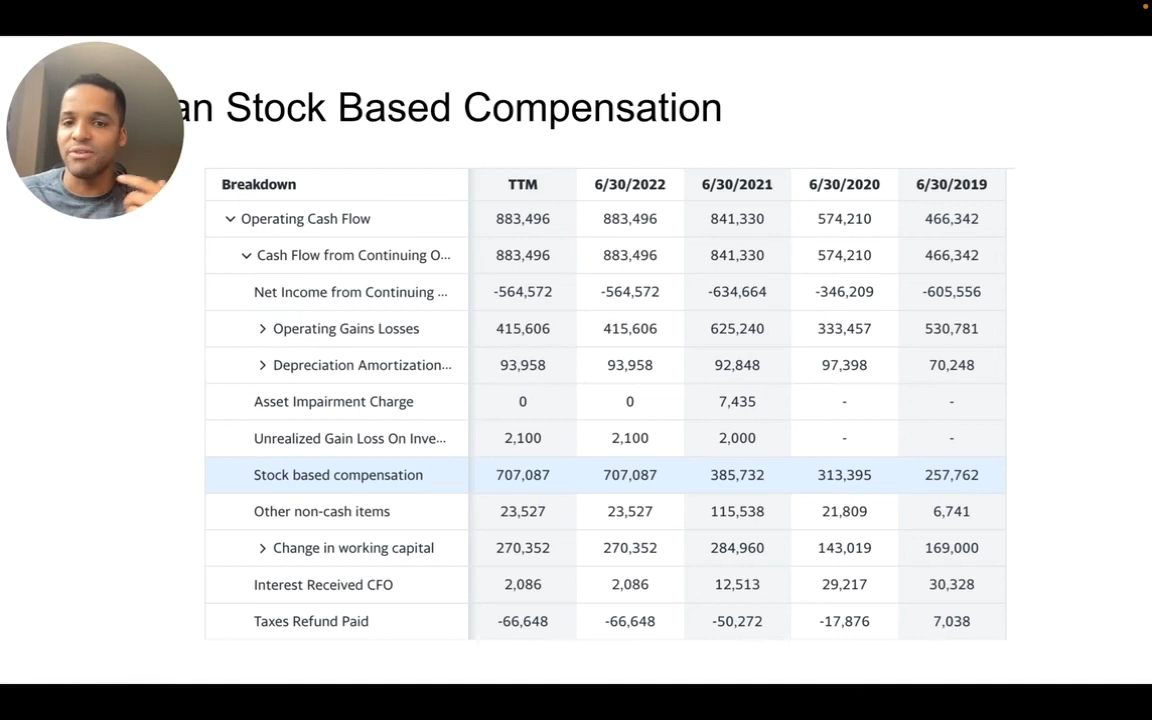 an Stock Based Compensation
Breakdown TTM 6/30/2022 6/30/2021 6/30/2020 6/30/2019
Operating Cash Flow 883,496 883,496 841,330 574,210 466,342
Cash Flow from Continuing O... 883,496 883,496 841,330 574,210 466,342
Net Income from Continuing ... -564,572 -564,572 -634,664 -346,209 -605,556
Operating Gains Losses 415,606 415,606 625,240 333,457 530,781
Depreciation Amortization... 93,958 93,958 92,848 97,398 70,248
Asset Impairment Charge 0 0 7,435 - -
Unrealized Gain Loss On Inve... 2,100 2,100 2,000 - -
Stock based compensation 707,087 707,087 385,732 313,395 257,762
Other non-cash items 23,527 23,527 115,538 21,809 6,741
Change in working capital 270,352 270,352 284,960 143,019 169,000
Interest Received CFO 2,086 2,086 12,513 29,217 30,328
Taxes Refund Paid -66,648 -66,648 -50,272 -17,876 7,038